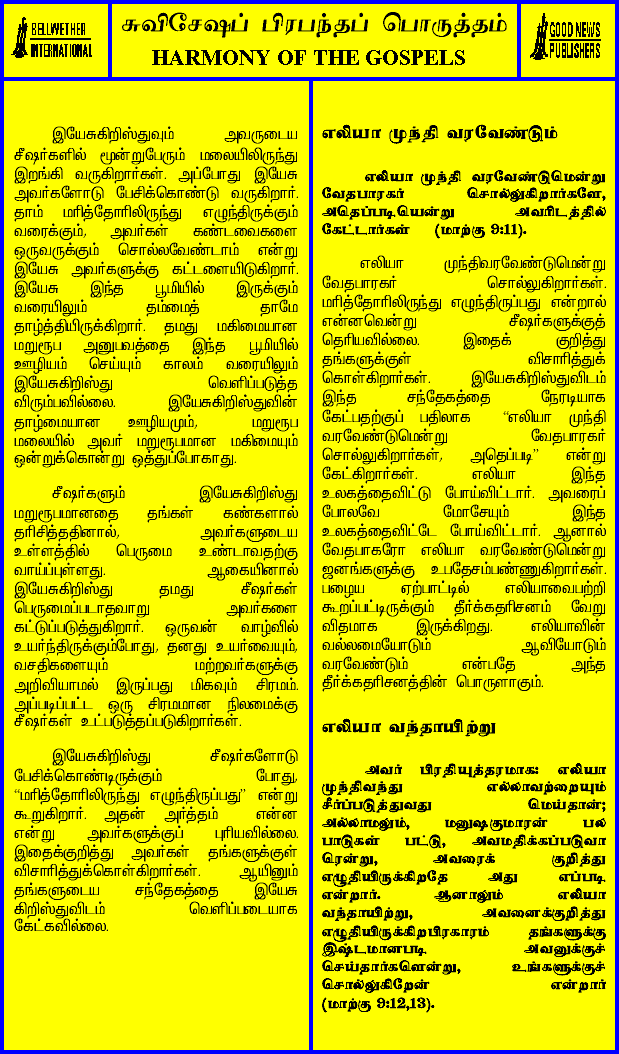 BELLWETHER
INTERNATIONAL
சுவிசேஷப் பிரபந்தப் பொருத்தம்
HARMONY OF THE GOSPELS
GOOD NEWS
PUBLISHERS
இயேசுகிறிஸ்துவும் அவருடைய
சீஷர்களில் மூன்றுபேரும் மலையிலிருந்து
இறங்கி வருகிறார்கள். அப்போது இயேசு
அவர்களோடு பேசிக்கொண்டு வருகிறார்.
தாம் மரித்தோரிலிருந்து எழுந்திருக்கும்
வரைக்கும், அவர்கள் கண்டவைகளை
ஒருவருக்கும் சொல்லவேண்டாம் என்று
இயேசு அவர்களுக்கு கட்டளையிடுகிறார்.
இயேசு இந்த பூமியில் இருக்கும்
வரையிலும் தம்மைத் தாமே
தாழ்த்தியிருக்கிறார். தமது மகிமையான
மறுரூப அனுபவத்தை இந்த பூமியில்
ஊழியம் செய்யும் காலம் வரையிலும்
இயேசுகிறிஸ்து வெளிப்படுத்த
விரும்பவில்லை. இயேசுகிறிஸ்துவின்
தாழ்மையான ஊழியமும், மறுரூப
மலையில் அவர் மறுரூபமான மகிமையும்
ஒன்றுக்கொன்று ஒத்துப்போகாது.
சீஷர்களும் இயேசுகிறிஸ்து
மறுரூபமானதை தங்கள் கண்களால்
தரிசித்ததினால், அவர்களுடைய
உள்ளத்தில் பெருமை உண்டாவதற்கு
வாய்ப்புள்ளது. ஆகையினால்
இயேசுகிறிஸ்து தமது சீஷர்கள்
பெருமைப்படாதவாறு அவர்களை
கட்டுப்படுத்துகிறார். ஒருவன் வாழ்வில்
உயர்ந்திருக்கும்போது, தனது உயர்வையும்,
வசதிகளையும் மற்றவர்களுக்கு
அறிவியாமல் இருப்பது மிகவும் சிரமம்.
அப்படிப்பட்ட ஒரு சிரமமான நிலமைக்கு
சீஷர்கள் உட்படுத்தப்படுகிறார்கள்.
இயேசுகிறிஸ்து சீஷர்களோடு
பேசிக்கொண்டிருக்கும் போது,
“மரித்தோரிலிருந்து எழுந்திருப்பது” என்று
கூறுகிறார். அதன் அர்த்தம் என்ன
என்று அவர்களுக்குப் புரியவில்லை.
இதைக்குறித்து அவர்கள் தங்களுக்குள்
விசாரித்துக்கொள்கிறார்கள். ஆயினும்
தங்களுடைய சந்தேகத்தை இயேசு
கிறிஸ்துவிடம் வெளிப்படையாக
கேட்கவில்லை.
எலியா முந்தி வரவேண்டும்
எலியா முந்தி வரவேண்டுமென்று
வேதபாரகர் சொல்லுகிறார்களே,
அதெப்படியென்று அவரிடத்தில்
கேட்டார்கள் (மாற்கு 9:11).
எலியா முந்திவரவேண்டுமென்று
வேதபாரகர் சொல்லுகிறார்கள்.
மரித்தோரிலிருந்து எழுந்திருப்பது என்றால்
என்னவென்று சீஷர்களுக்குத்
தெரியவில்லை. இதைக் குறித்து
தங்களுக்குள் விசாரித்துக்
கொள்கிறார்கள். இயேசுகிறிஸ்துவிடம்
இந்த சந்தேகத்தை நேரடியாக
கேட்பதற்குப் பதிலாக “எலியா முந்தி
வரவேண்டுமென்று வேதபாரகர்
சொல்லுகிறார்கள், அதெப்படி” என்று
கேட்கிறார்கள். எலியா இந்த
உலகத்தைவிட்டு போய்விட்டார். அவரைப்
போலவே மோசேயும் இந்த
உலகத்தைவிட்டே போய்விட்டார். ஆனால்
வேதபாகரோ எலியா வரவேண்டுமென்று
ஜனங்களுக்கு உபதேசம்பண்ணுகிறார்கள்.
பழைய ஏற்பாட்டில் எலியாவைபற்றி
கூறப்பட்டிருக்கும் தீர்க்கதரிசனம் வேறு
விதமாக இருக்கிறது. எலியாவின்
வல்லமையோடும் ஆவியோடும்
வரவேண்டும் என்பதே அந்த
தீர்க்கதரிசனத்தின் பொருளாகும்.
எலியா வந்தாயிற்று
அவர் பிரதியுத்தரமாக: எலியா
முந்திவந்து எல்லாவற்றையும்
சீர்ப்படுத்துவது மெய்தான்;
அல்லாமலும், மனுஷகுமாரன் பல
பாடுகள் பட்டு, அவமதிக்கப்படுவா
ரென்று, அவரைக் குறித்து
எழுதியிருக்கிறதே அது எப்படி
என்றார். ஆனாலும் எலியா
வந்தாயிற்று, அவனைக்குறித்து
எழுதியிருக்கிறபிரகாரம் தங்களுக்கு
இஷ்டமானபடி அவனுக்குச்
செய்தார்களென்று, உங்களுக்குச்
சொல்லுகிறேன் என்றார்
(மாற்கு 9:12,13).